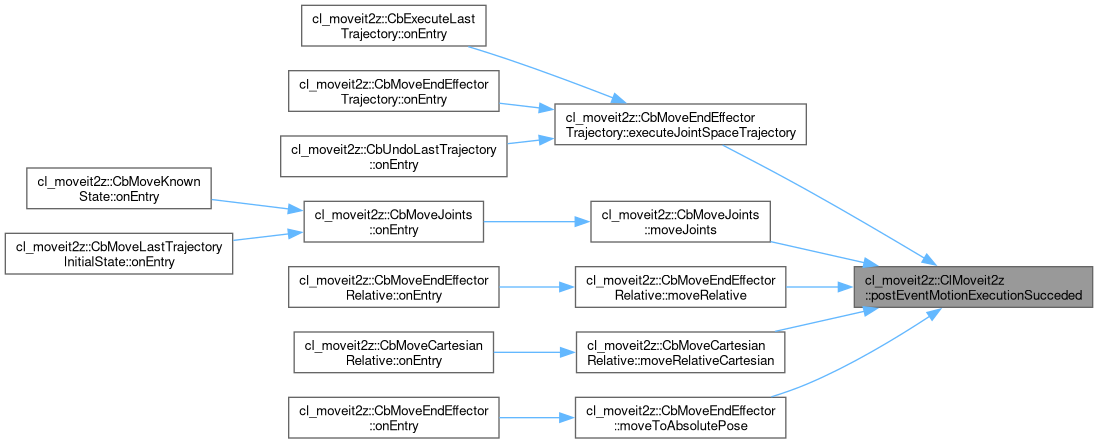 cl_moveit2z::CbExecuteLast
Trajectory::onEntry
cl_moveit2z::CbMoveEndEffector
Trajectory::onEntry
cl_moveit2z::CbMoveEndEffector
Trajectory::executeJointSpaceTrajectory
cl_moveit2z::CbUndoLastTrajectory
::onEntry
cl_moveit2z::CbMoveKnown
State::onEntry
cl_moveit2z::CbMoveJoints
::onEntry
cl_moveit2z::CbMoveJoints
::moveJoints
cl_moveit2z::CbMoveLastTrajectory
InitialState::onEntry
cl_moveit2z::CbMoveEndEffector
Relative::onEntry
cl_moveit2z::CbMoveEndEffector
Relative::moveRelative
cl_moveit2z::ClMoveit2z
::postEventMotionExecutionSucceded
cl_moveit2z::CbMoveCartesian
Relative::onEntry
cl_moveit2z::CbMoveCartesian
Relative::moveRelativeCartesian
cl_moveit2z::CbMoveEndEffector
::onEntry
cl_moveit2z::CbMoveEndEffector
::moveToAbsolutePose